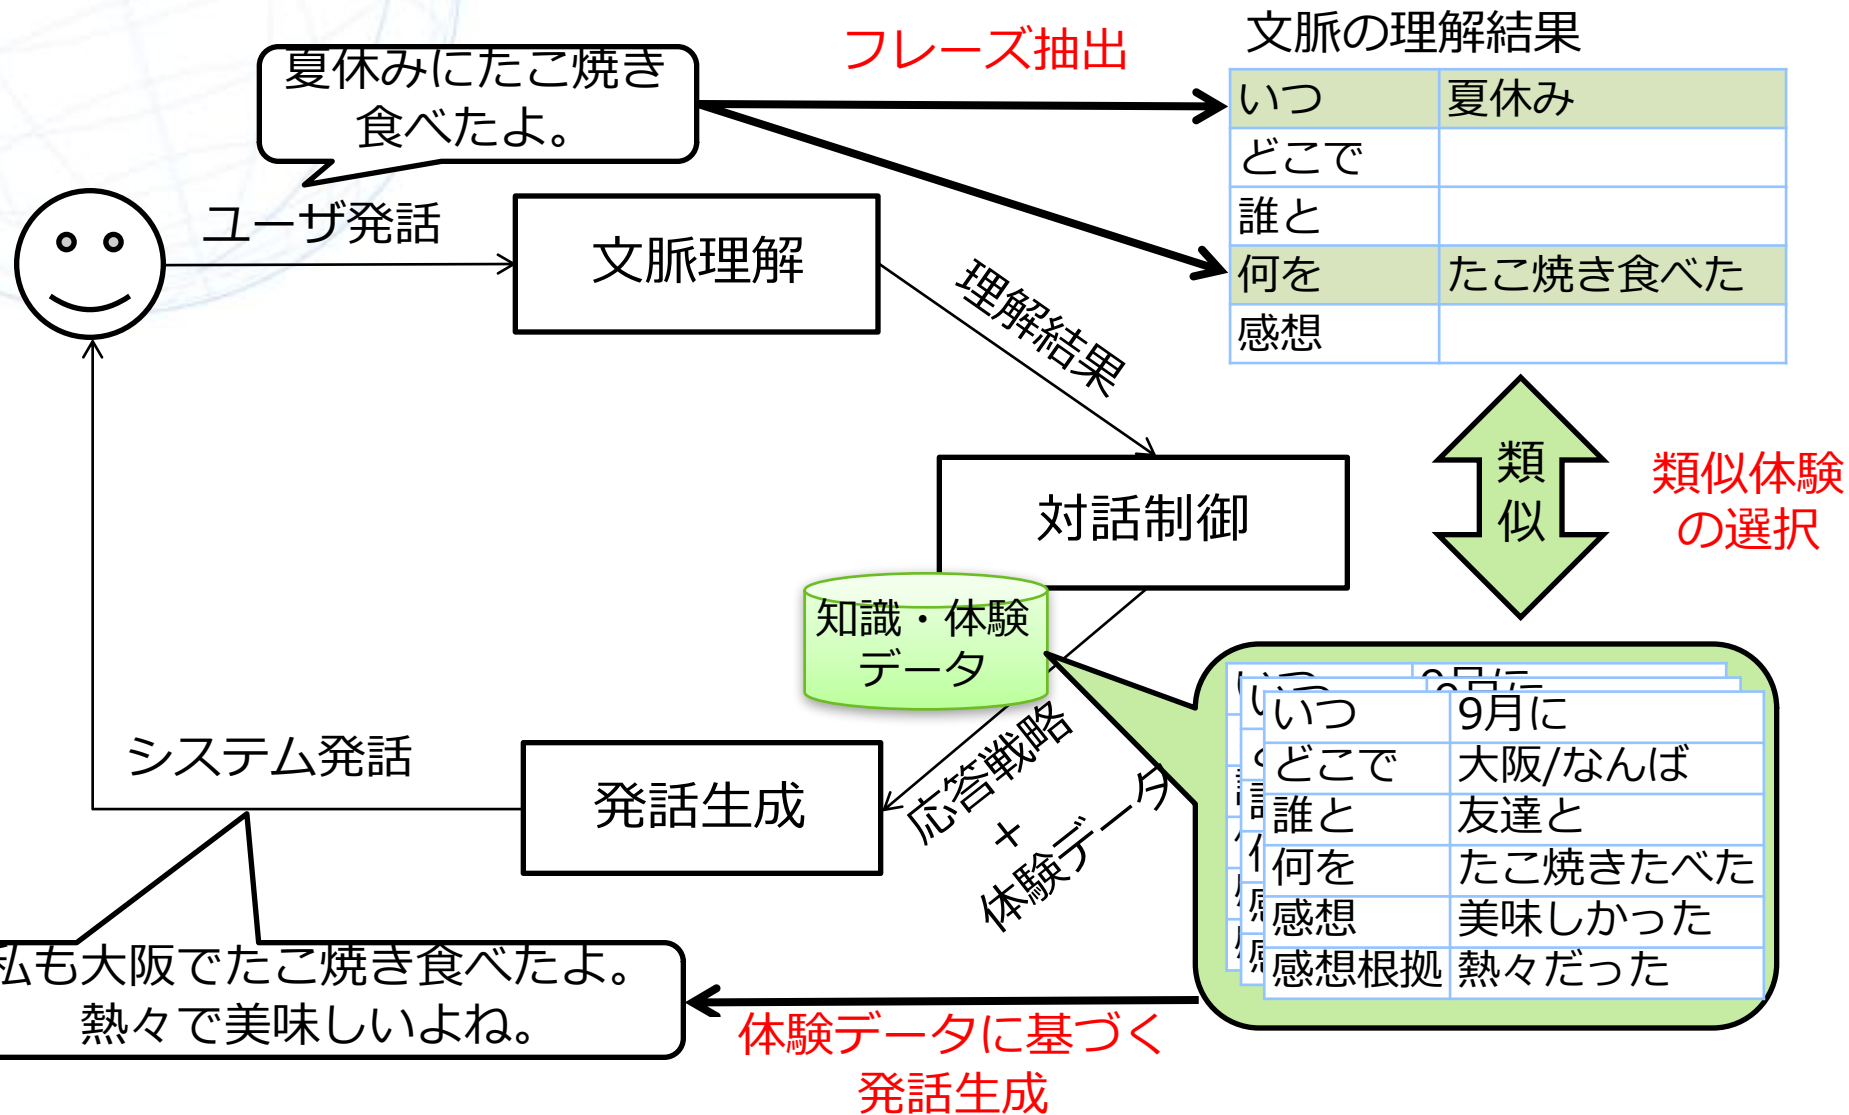 夏休みにたこ焼き
食べたよ。
フレーズ抽出
文脈の理解結果
いつ 夏休み
どこで
誰と
何を たこ焼き食べた
感想
ユーザ発話
文脈理解
理解結果
類
似
類似体験
の選択
対話制御
知識・体験
データ
応答戦略
+
体験データ
いつ 9月に
どこで 大阪/なんば
誰と 友達と
何を たこ焼きたべた
感想 美味しかった
感想根拠 熱々だった
システム発話
発話生成
私も大阪でたこ焼き食べたよ。
熱々で美味しいよね。
体験データに基づく
発話生成